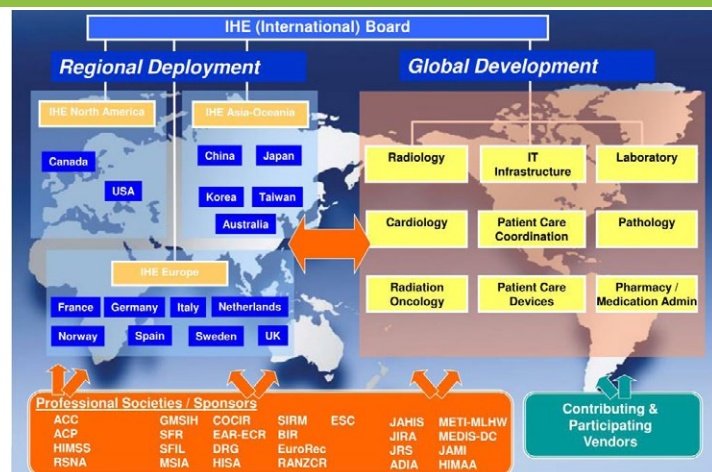 IHE (International) Board
Regional Deployment
Global Development
IHE North America
IHE Asia-Oceania
Canada
USA
China
Japan
Korea
Taiwan
Australia
IHE Europe
France
Germany
Italy
Netherlands
Norway
Spain
Sweden
UK
Radiology
IT
Infrastructure
Laboratory
Cardiology
Patient Care
Coordination
Pathology
Radiation
Oncology
Patient Care
Devices
Pharmacy /
Medication Admin
Professional Societies / Sponsors
ACC GMSIH COCIR SIRM ESC JAHIS METI-MLHW
ACP SFR EAR-ECR BIR JIRA MEDIS-DC
HIMSS SFIL DRG EuroRec JRS JAMI
RSNA MSIA HISA RANZCR ADIA HIMAA
Contributing &
Participating
Vendors